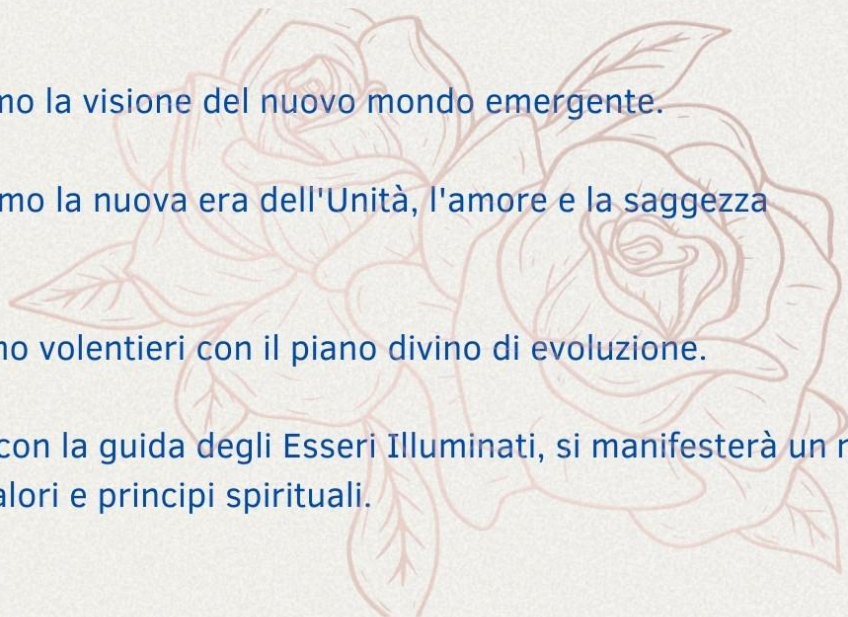 mo la visione del nuovo mondo emergente.
mo la nuova era dell'Unità, l'amore e la saggezza
no volentieri con il piano divino di evoluzione.
con la guida degli Esseri Illuminati, si manifesterà un
alori e principi spirituali.